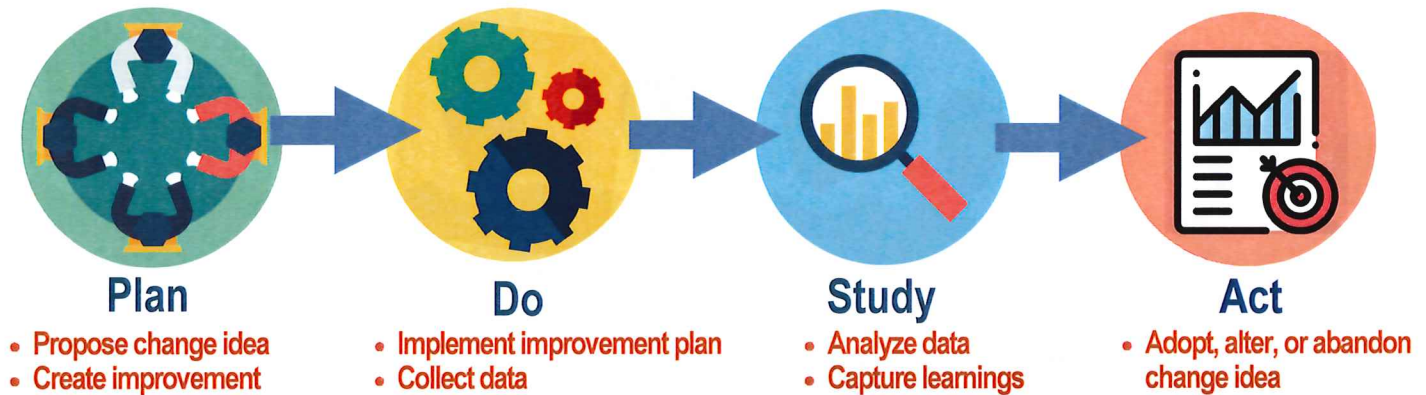 Plan
• Propose change idea
• Create improvement
Do
• Implement improvement plan
• Collect data
Study
• Analyze data
• Capture learnings
Act
• Adopt, alter, or abandon
change idea